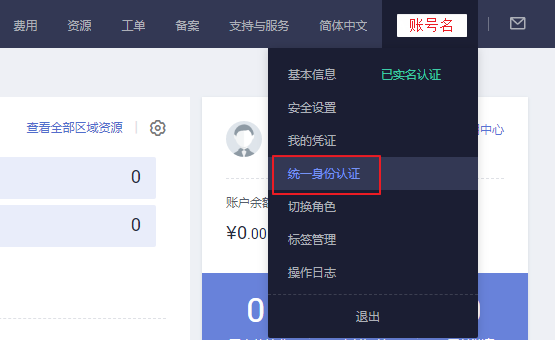 费用 资源 工单 备案 支持与服务 简体中文 账号名
基本信息 已实名认证
安全设置
查看全部区域资源
我的凭证
统一身份认证
0
切换角色
账户余
¥0.00
0
标签管理
操作日志
0
退出